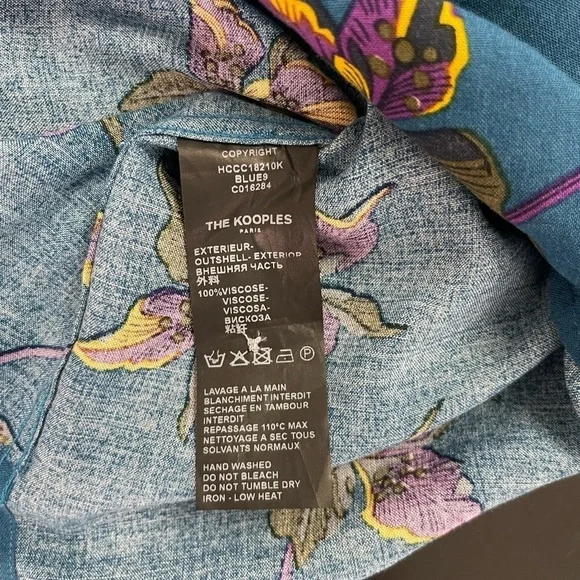 COPYRIGHT
HCCC18210K
BLUE9
C016284
THE KOOPLES
PARIS
EXTERIEUR-
OUTSHELL- EXTERIOR
ВНЕШНЯЯ ЧАСТЬ
外料
100%VISCOSE-
VISCOSE-
VISCOSA-
ВИСКОЗА
粘纤
P
LAVAGE A LA MAIN
BLANCHIMENT INTERDIT
SECHAGE EN TAMBOUR
INTERDIT
REPASSAGE 110°C MAX
NETTOYAGE A SEC TOUS
SOLVANTS NORMAUX
HAND WASHED
DO NOT BLEACH
DO NOT TUMBLE DRY
IRON - LOW HEAT